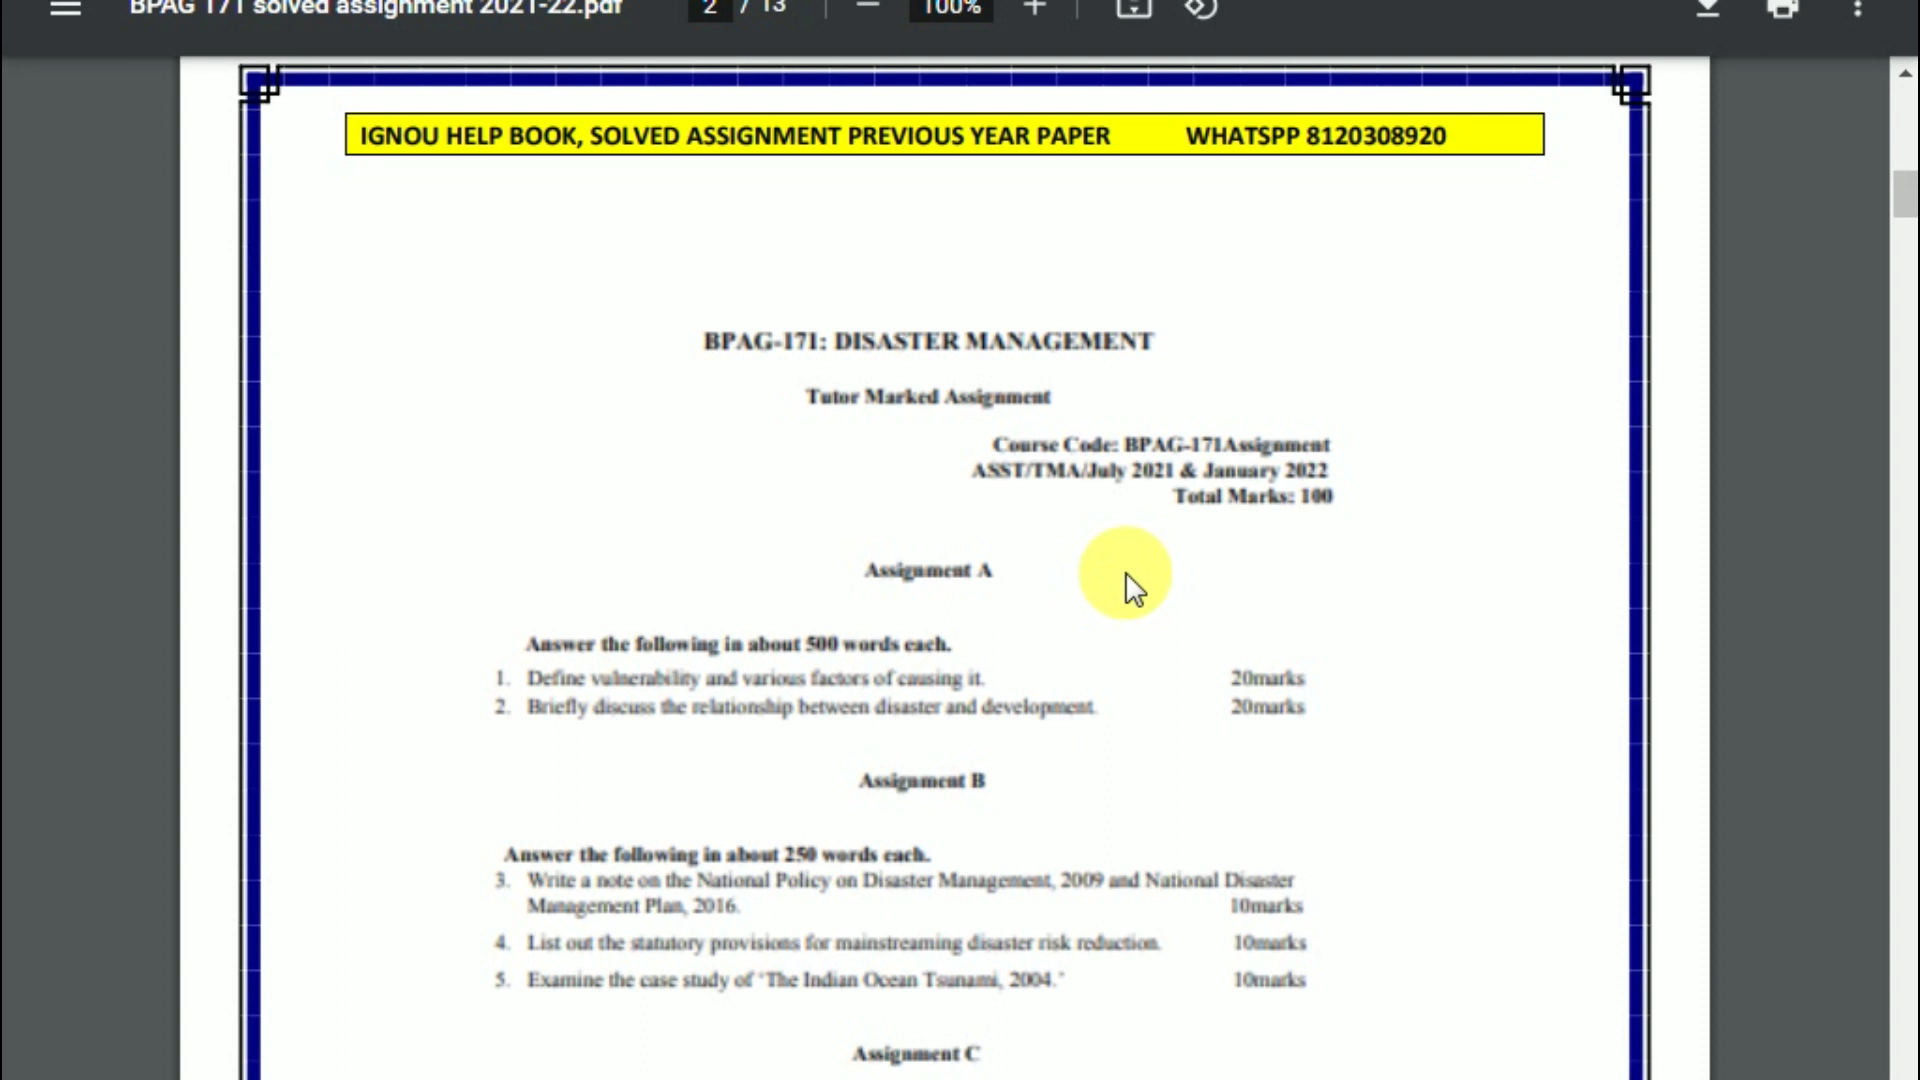 BPAG 171 solved assignment 2021-22.pdf 2 / 13 100%
IGNOU HELP BOOK, SOLVED ASSIGNMENT PREVIOUS YEAR PAPER WHATSPP 8120308920
BPAG-171: DISASTER MANAGEMENT
Tutor Marked Assignment
Course Code: BPAG-171Assignment
ASST/TMA/July 2021 & January 2022
Total Marks: 100
Assignment A
Answer the following in about 500 words each.
1. Define vulnerability and various factors of causing it. 20marks
2. Briefly discuss the relationship between disaster and development. 20marks
Assignment B
Answer the following in about 250 words each.
3. Write a note on the National Policy on Disaster Management, 2009 and National Disaster
Management Plan, 2016. 10marks
4. List out the statutory provisions for mainstreaming disaster risk reduction. 10marks
5. Examine the case study of 'The Indian Ocean Tsunami, 2004.' 10marks
Assignment C